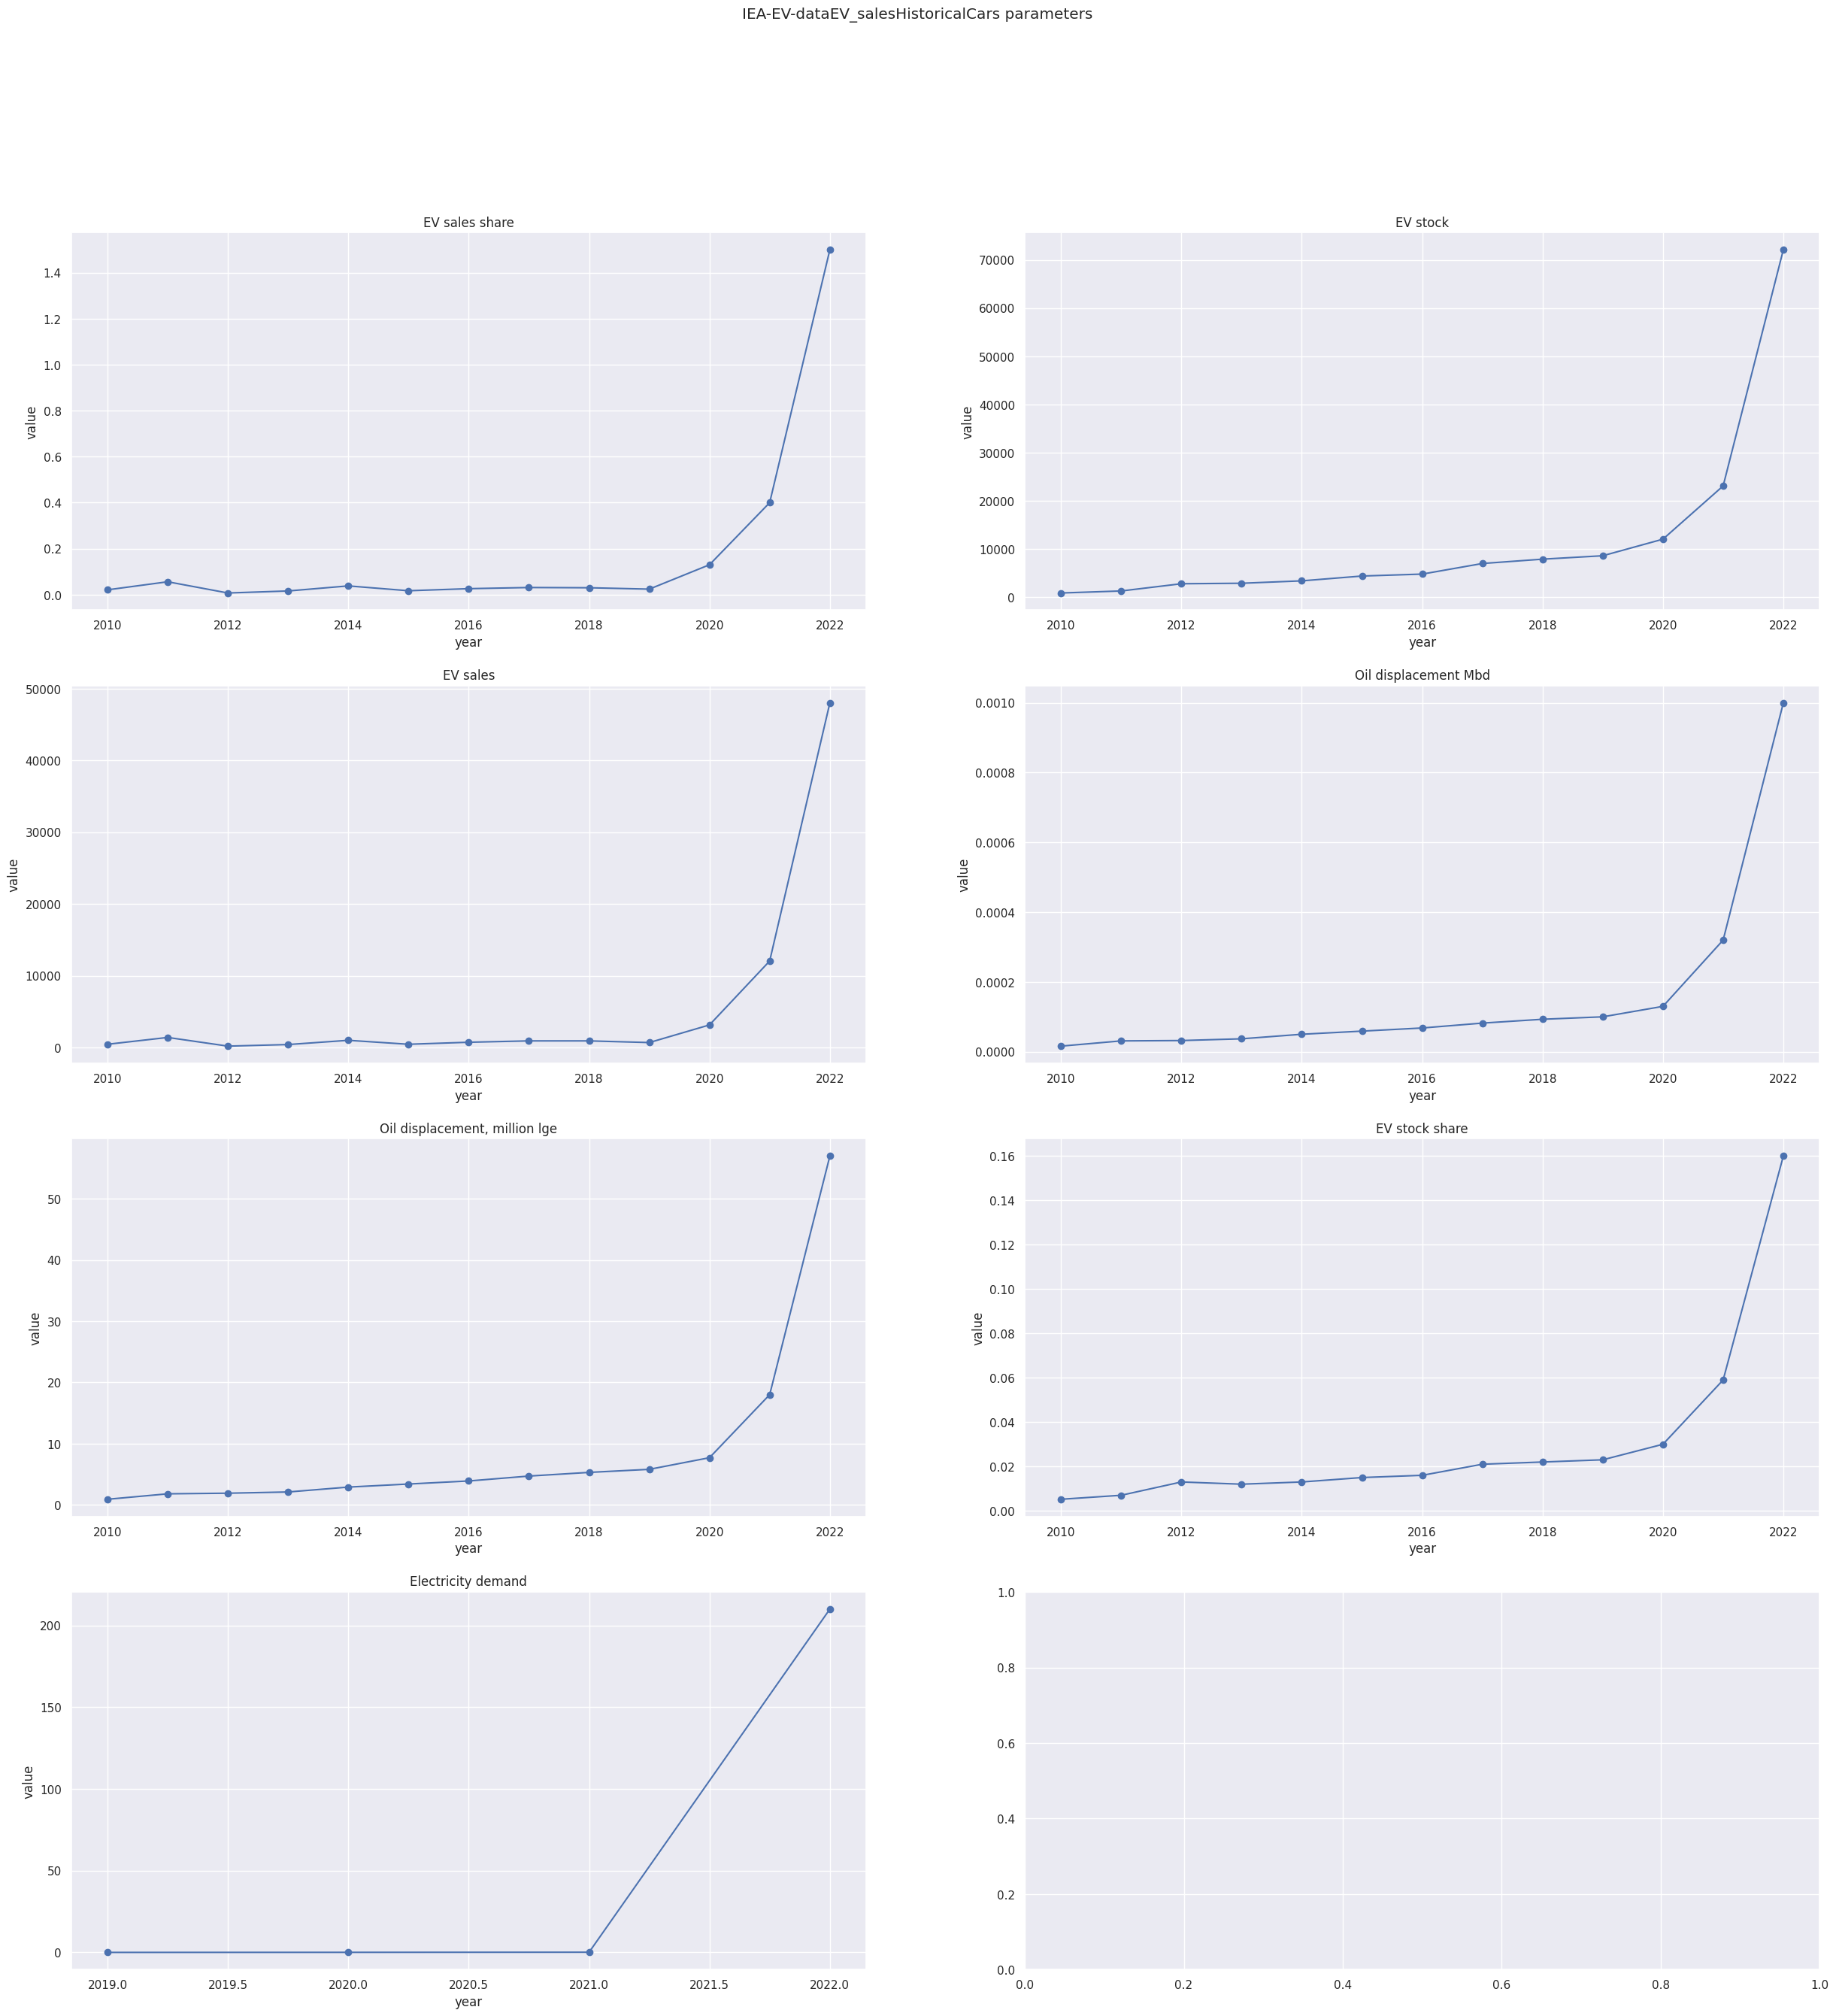 IEA-EV-dataEV_salesHistoricalCars parameters
EV sales share
value
1.4
1.2
1.0
0.8
0.6
0.4
0.2
0.0
2010 2012 2014 2016 2018 2020 2022
year
EV stock
value
70000
60000
50000
40000
30000
20000
10000
0
2010 2012 2014 2016 2018 2020 2022
year
EV sales
value
50000
40000
30000
20000
10000
0
2010 2012 2014 2016 2018 2020 2022
year
Oil displacement Mbd
value
0.0010
0.0008
0.0006
0.0004
0.0002
0.0000
2010 2012 2014 2016 2018 2020 2022
year
Oil displacement, million lge
value
50
40
30
20
10
0
2010 2012 2014 2016 2018 2020 2022
year
EV stock share
value
0.16
0.14
0.12
0.10
0.08
0.06
0.04
0.02
0.00
2010 2012 2014 2016 2018 2020 2022
year
Electricity demand
value
200
150
100
50
0
2019.0 2019.5 2020.0 2020.5 2021.0 2021.5 2022.0
year
1.0
0.8
0.6
0.4
0.2
0.0
0.0 0.2 0.4 0.6 0.8 1.0